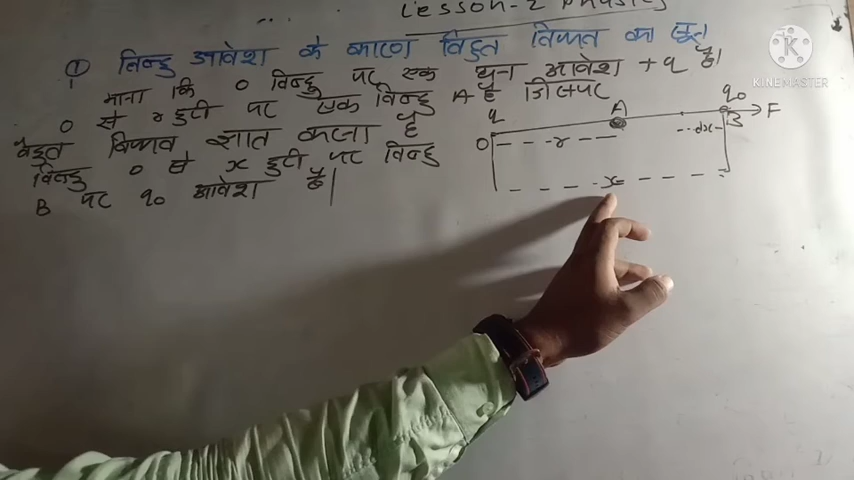 Lesson-2 Physics
① बिन्दु आवेश के कारण विद्युत विभव का सूत्र
माना कि O बिन्दु पर एक धन आवेश +q है।
O से r दुरी पर एक बिन्दु A है जिसपर
वैद्युत विभव ज्ञात करना है
बिन्दु O से x दुरी पर बिन्दु
B पर q₀ आवेश है|
q A q₀
B F
O r dx
x
KINEMASTER